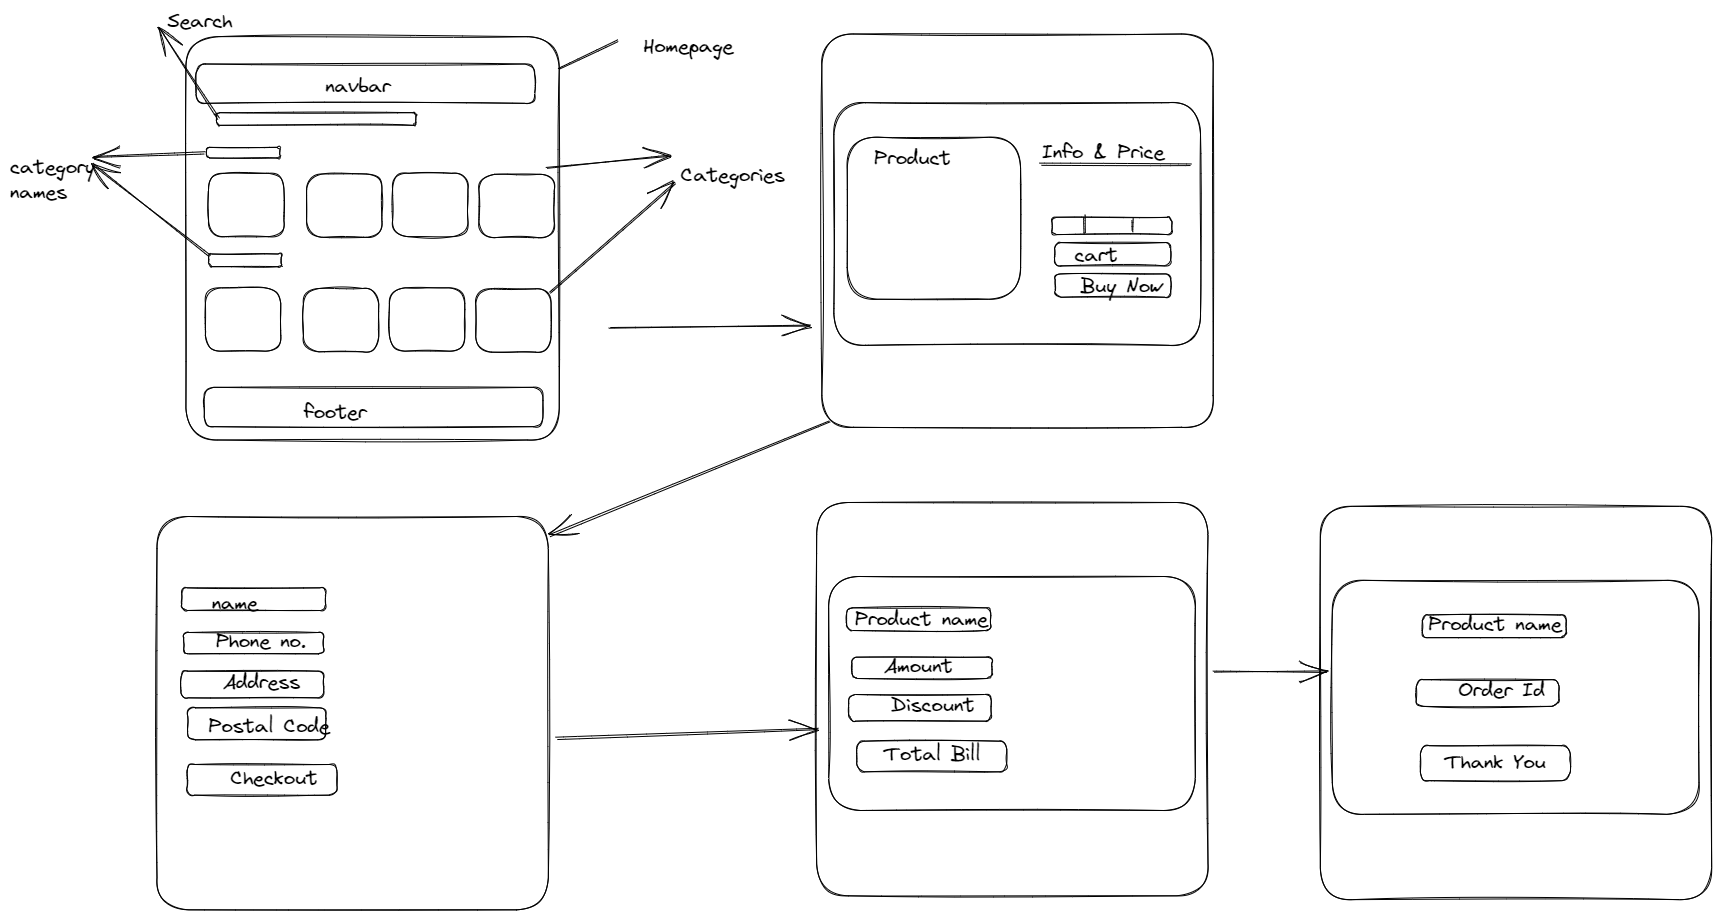 Search
Homepage
navbar
category
names
Categories
footer
Product
Info & Price
cart
Buy Now
name
Phone no.
Address
Postal Code
Checkout
Product name
Amount
Discount
Total Bill
Product name
Order Id
Thank You